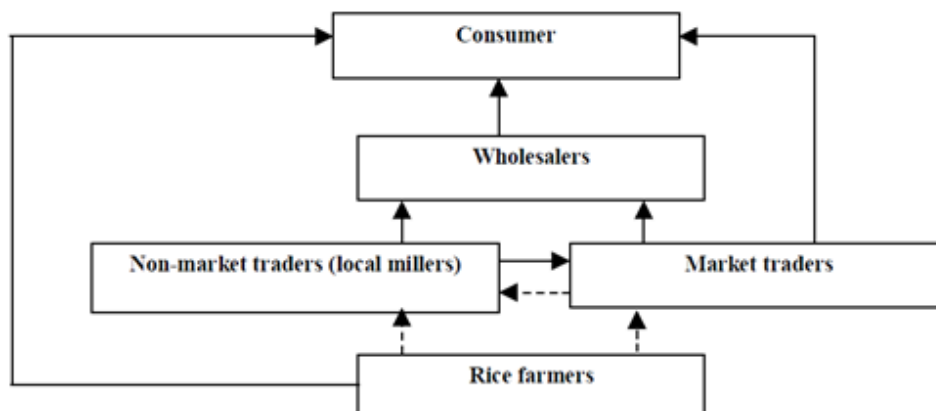 Consumer
Wholesalers
Non-market traders (local millers)
Market traders
Rice farmers